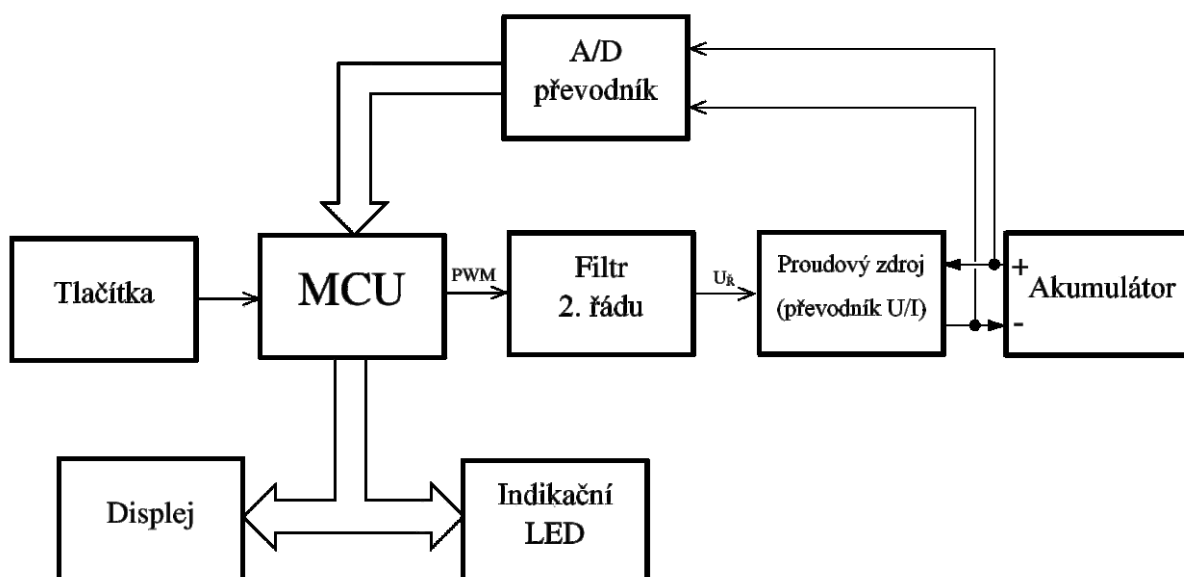 A/D
převodník
Tlačítka
MCU
PWM
Filtr
2. řádu
UŘ
Proudový zdroj
(převodník U/I)
+
-
Akumulátor
Displej
Indikační
LED